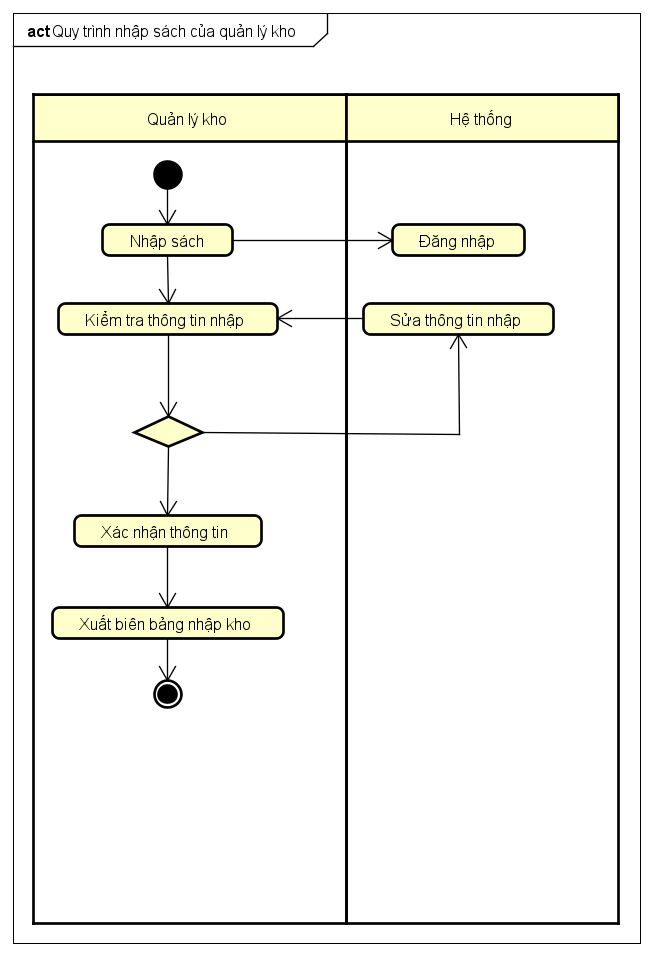 act Quy trình nhập sách của quản lý kho
Quản lý kho
Hệ thống
Nhập sách
Đăng nhập
Kiểm tra thông tin nhập
Sửa thông tin nhập
Xác nhận thông tin
Xuất biên bảng nhập kho